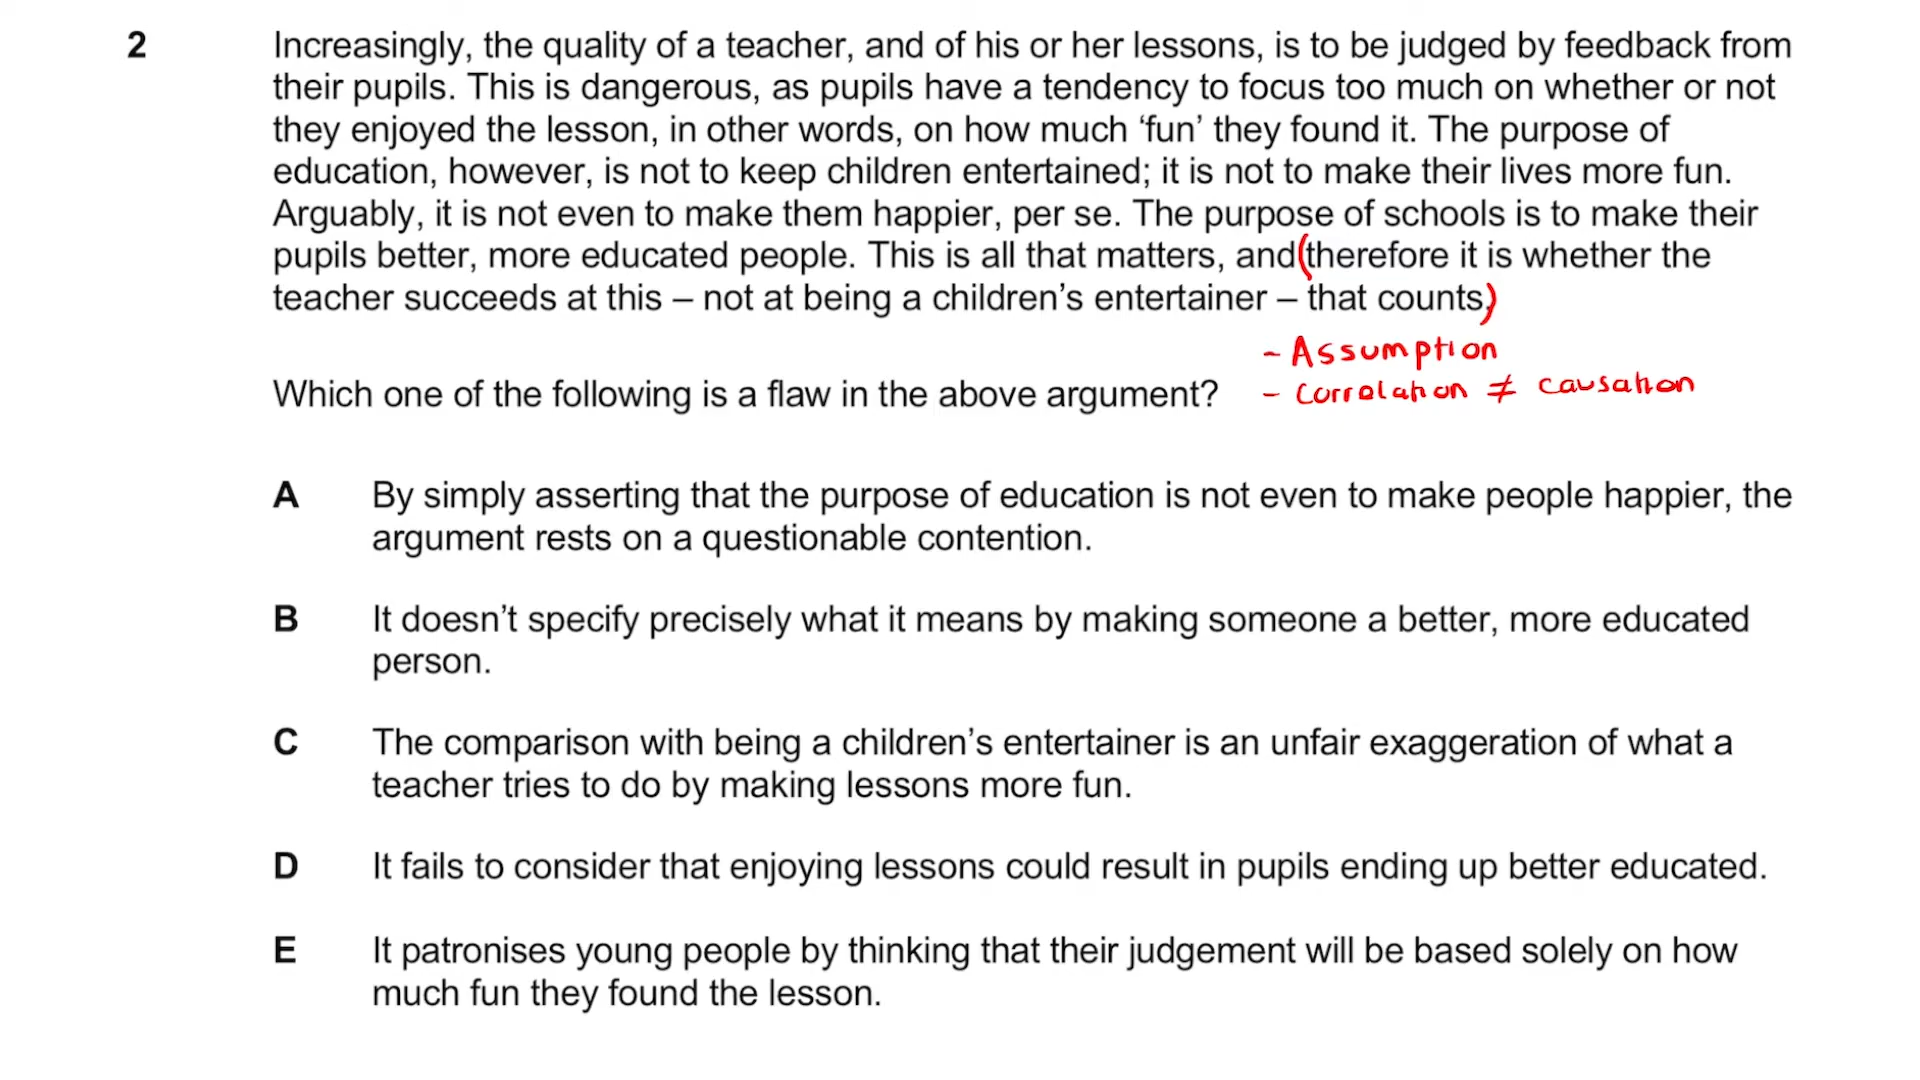 2 Increasingly, the quality of a teacher, and of his or her lessons, is to be judged by feedback from
their pupils. This is dangerous, as pupils have a tendency to focus too much on whether or not
they enjoyed the lesson, in other words, on how much ‘fun’ they found it. The purpose of
education, however, is not to keep children entertained; it is not to make their lives more fun.
Arguably, it is not even to make them happier, per se. The purpose of schools is to make their
pupils better, more educated people. This is all that matters, and (therefore it is whether the
teacher succeeds at this – not at being a children’s entertainer – that counts.)
- Assumption
Which one of the following is a flaw in the above argument? - Correlation ≠ causation
A By simply asserting that the purpose of education is not even to make people happier, the
argument rests on a questionable contention.
B It doesn’t specify precisely what it means by making someone a better, more educated
person.
C The comparison with being a children’s entertainer is an unfair exaggeration of what a
teacher tries to do by making lessons more fun.
D It fails to consider that enjoying lessons could result in pupils ending up better educated.
E It patronises young people by thinking that their judgement will be based solely on how
much fun they found the lesson.